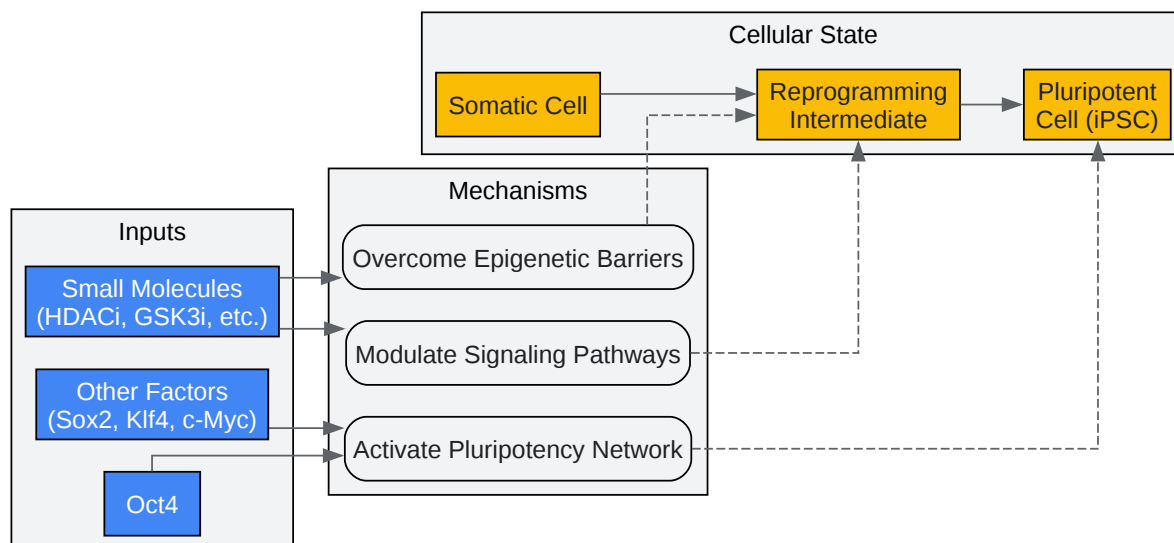 Cellular State
Somatic Cell
Reprogramming
Intermediate
Pluripotent
Cell (iPSC)
Mechanisms
Overcome Epigenetic Barriers
Modulate Signaling Pathways
Activate Pluripotency Network
Inputs
Small Molecules
(HDACi, GSK3i, etc.)
Other Factors
(Sox2, Klf4, c-Myc)
Oct4